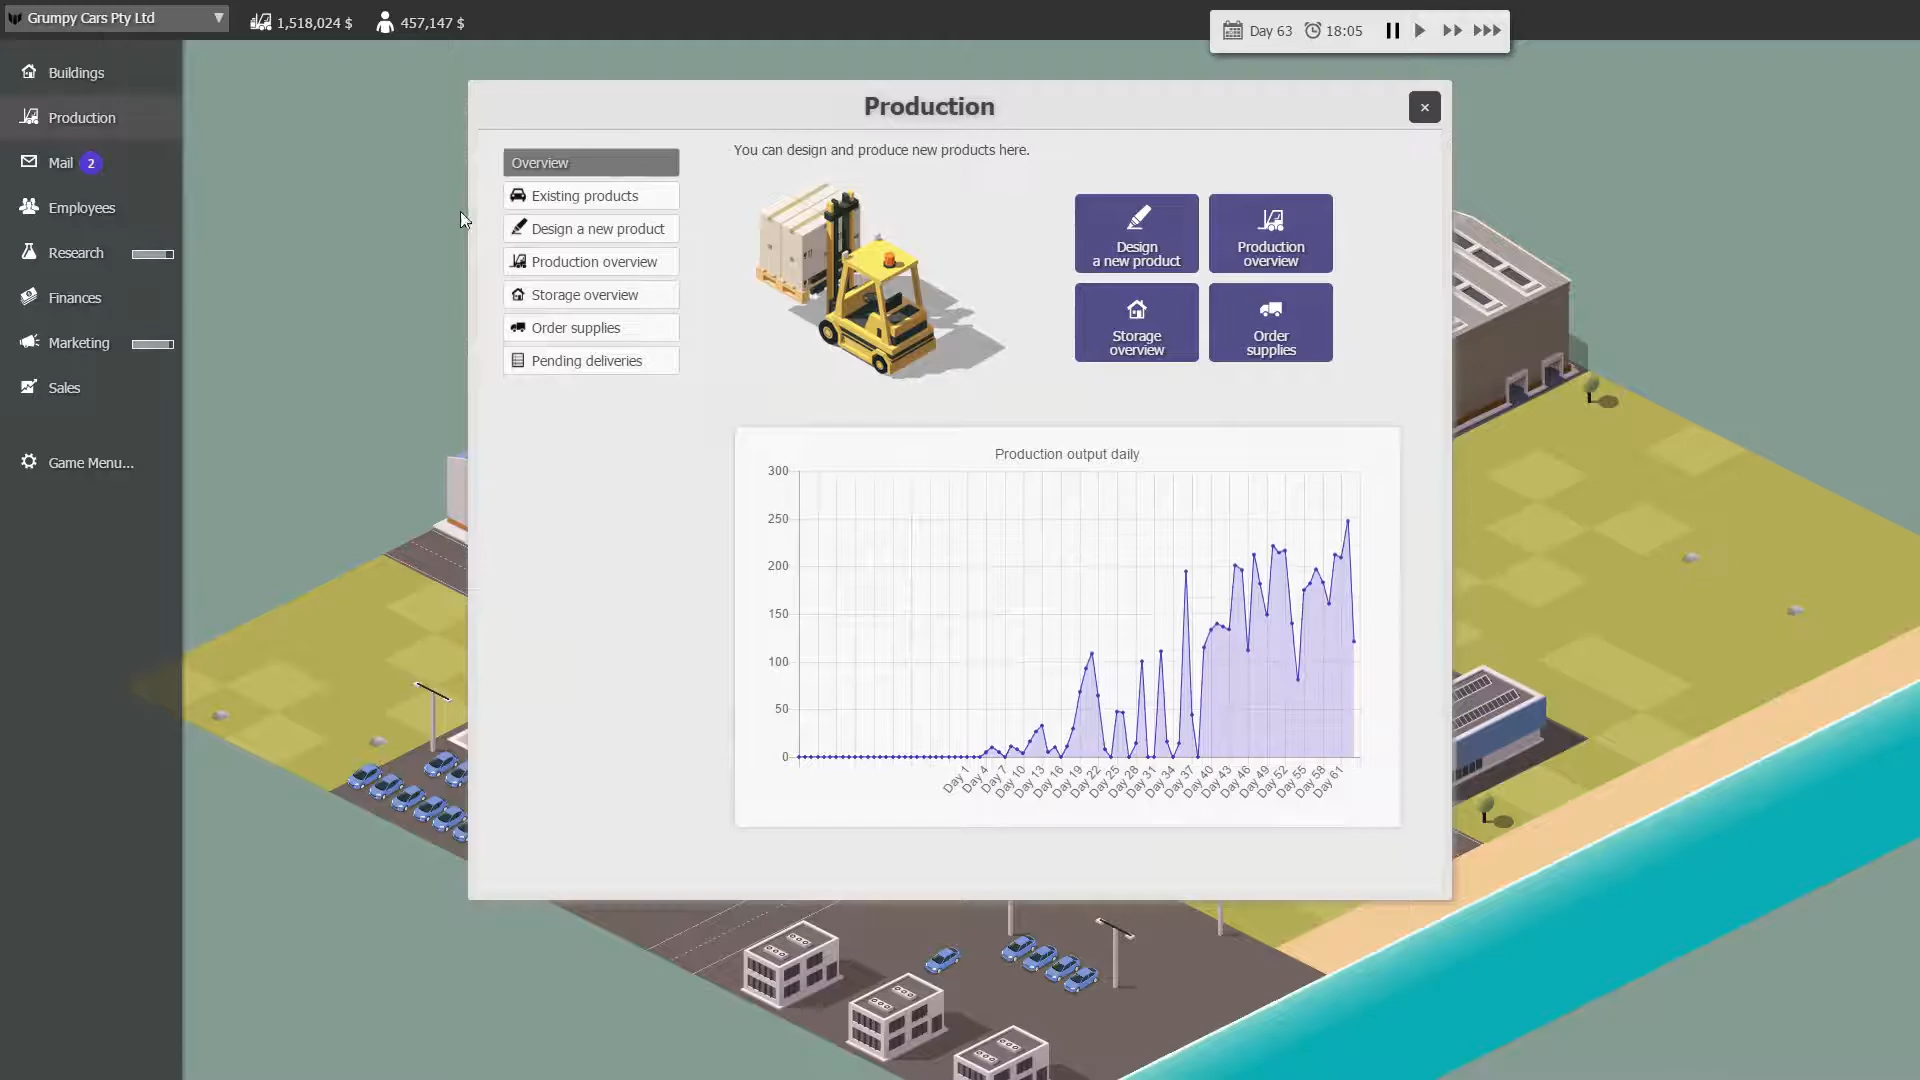 Grumpy Cars Pty Ltd
1,518,024 $
457,147 $
Day 63
18:05
Buildings
Production
Mail 2
Employees
Research
Finances
Marketing
Sales
Game Menu...
Production
×
Overview
Existing products
Design a new product
Production overview
Storage overview
Order supplies
Pending deliveries
You can design and produce new products here.
Design
a new product
Production
overview
Storage
overview
Order
supplies
Production output daily
300
250
200
150
100
50
0
Day 1
Day 4
Day 7
Day 10
Day 13
Day 16
Day 19
Day 22
Day 25
Day 28
Day 31
Day 34
Day 37
Day 40
Day 43
Day 46
Day 49
Day 52
Day 55
Day 58
Day 61